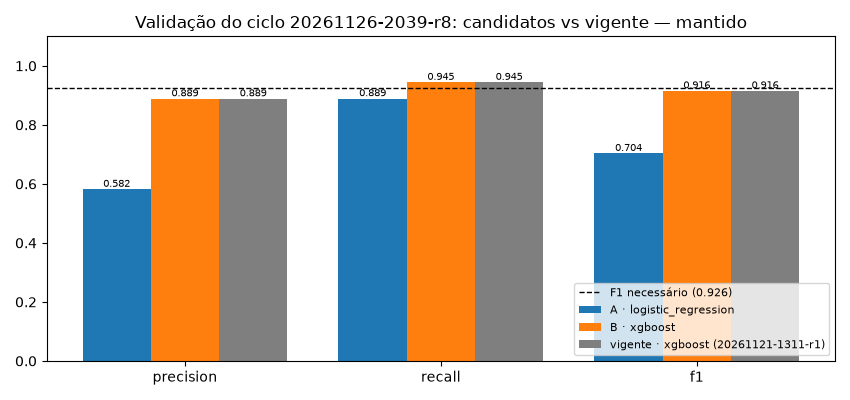 Validação do ciclo 20261126-2039-r8: candidatos vs vigente — mantido
1.0
0.8
0.6
0.4
0.2
0.0
0.582
0.889
0.889
0.889
0.945
0.945
0.704
0.916
0.916
F1 necessário (0.926)
A · logistic_regression
B · xgboost
vigente · xgboost (20261121-1311-r1)
precision
recall
f1